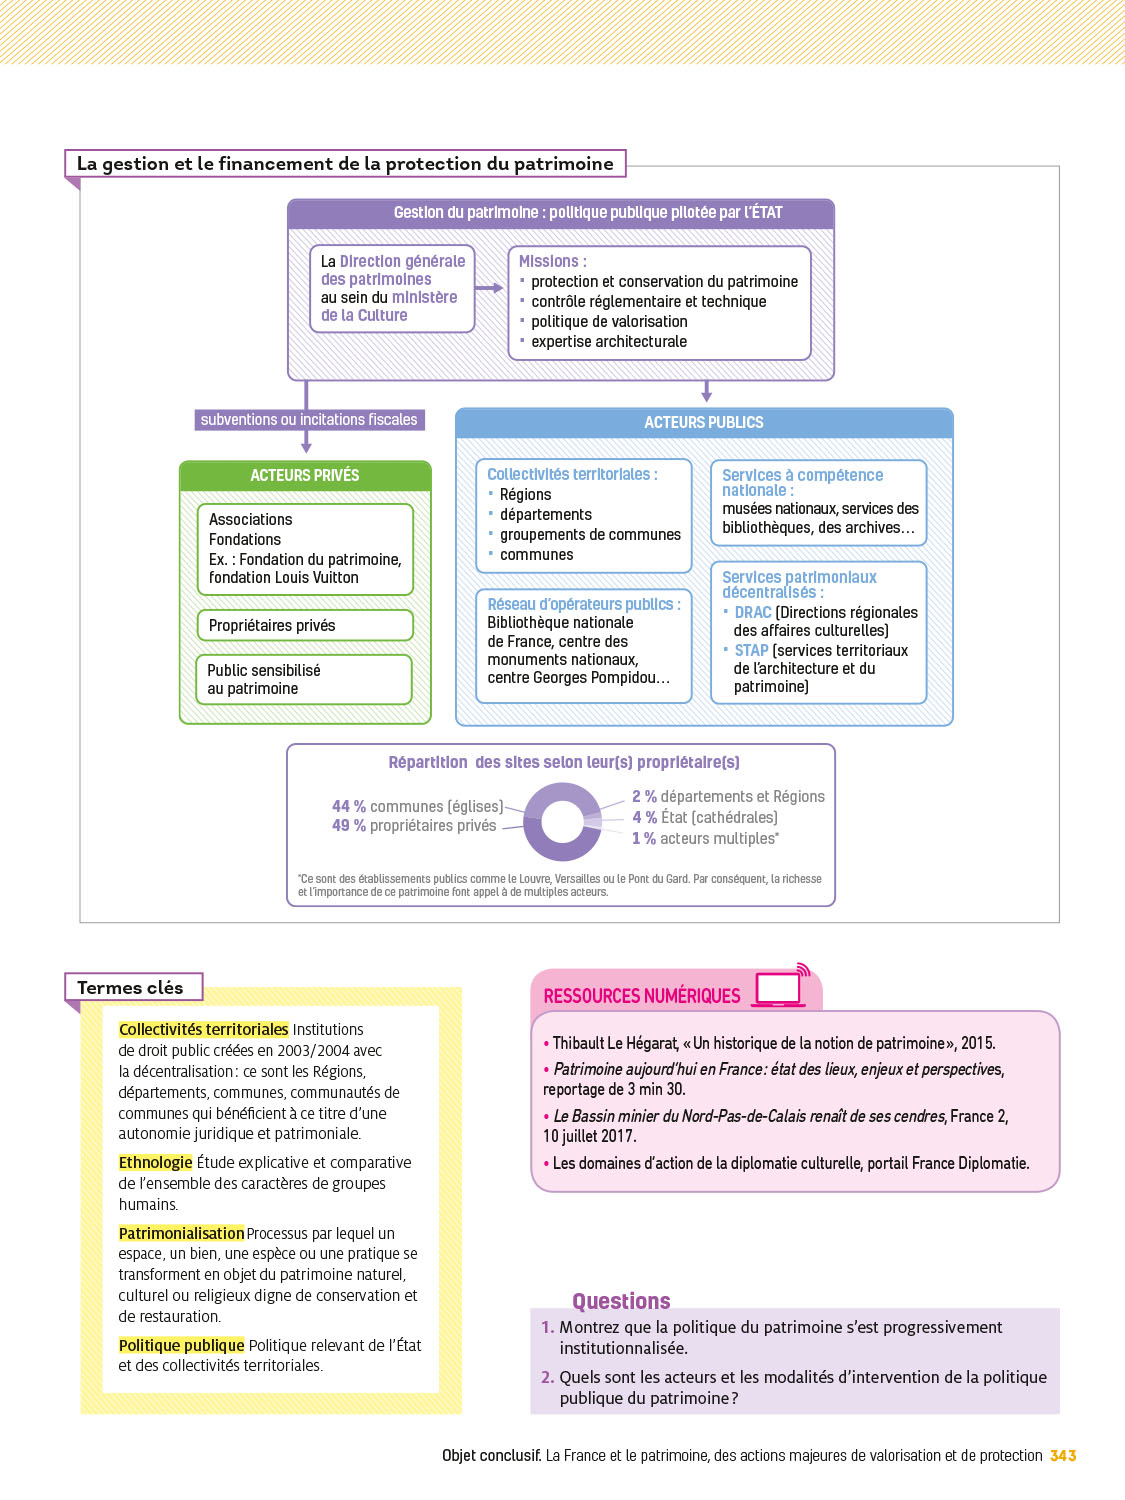 La gestion et le financement de la protection du patrimoine
Gestion du patrimoine : politique publique pilotée par l'ÉTAT
La Direction générale
des patrimoines
au sein du ministère
de la Culture
Missions :
· protection et conservation du patrimoine
· contrôle réglementaire et technique
· politique de valorisation
· expertise architecturale
subventions ou incitations fiscales
ACTEURS PRIVÉS
Associations
Fondations
Ex. : Fondation du patrimoine,
fondation Louis Vuitton
Propriétaires privés
Public sensibilisé
au patrimoine
ACTEURS PUBLICS
Collectivités territoriales :
· Régions
· départements
· groupements de communes
· communes
Réseau d'opérateurs publics :
Bibliothèque nationale
de France, centre des
monuments nationaux,
centre Georges Pompidou…
Services à compétence
nationale :
musées nationaux, services des
bibliothèques, des archives…
Services patrimoniaux
décentralisés :
· DRAC (Directions régionales
des affaires culturelles)
· STAP (services territoriaux
de l'architecture et du
patrimoine)
Répartition des sites selon leur(s) propriétaire(s)
44 % communes (églises)
49 % propriétaires privés
2 % départements et Régions
4 % État (cathédrales)
1 % acteurs multiples*
*Ce sont des établissements publics comme le Louvre, Versailles ou le Pont du Gard. Par conséquent, la richesse
et l'importance de ce patrimoine font appel à de multiples acteurs.
Termes clés
Collectivités territoriales Institutions
de droit public créées en 2003/2004 avec
la décentralisation : ce sont les Régions,
départements, communes, communautés de
communes qui bénéficient à ce titre d'une
autonomie juridique et patrimoniale.
Ethnologie Étude explicative et comparative
de l'ensemble des caractères de groupes
humains.
Patrimonialisation Processus par lequel un
espace, un bien, une espèce ou une pratique se
transforment en objet du patrimoine naturel,
culturel ou religieux digne de conservation et
de restauration.
Politique publique Politique relevant de l'État
et des collectivités territoriales.
RESSOURCES NUMÉRIQUES
• Thibault Le Hégarat, « Un historique de la notion de patrimoine », 2015.
• Patrimoine aujourd'hui en France : état des lieux, enjeux et perspectives,
reportage de 3 min 30.
• Le Bassin minier du Nord-Pas-de-Calais renaît de ses cendres, France 2,
10 juillet 2017.
• Les domaines d'action de la diplomatie culturelle, portail France Diplomatie.
Questions
1. Montrez que la politique du patrimoine s'est progressivement
institutionnalisée.
2. Quels sont les acteurs et les modalités d'intervention de la politique
publique du patrimoine ?
Objet conclusif. La France et le patrimoine, des actions majeures de valorisation et de protection 343